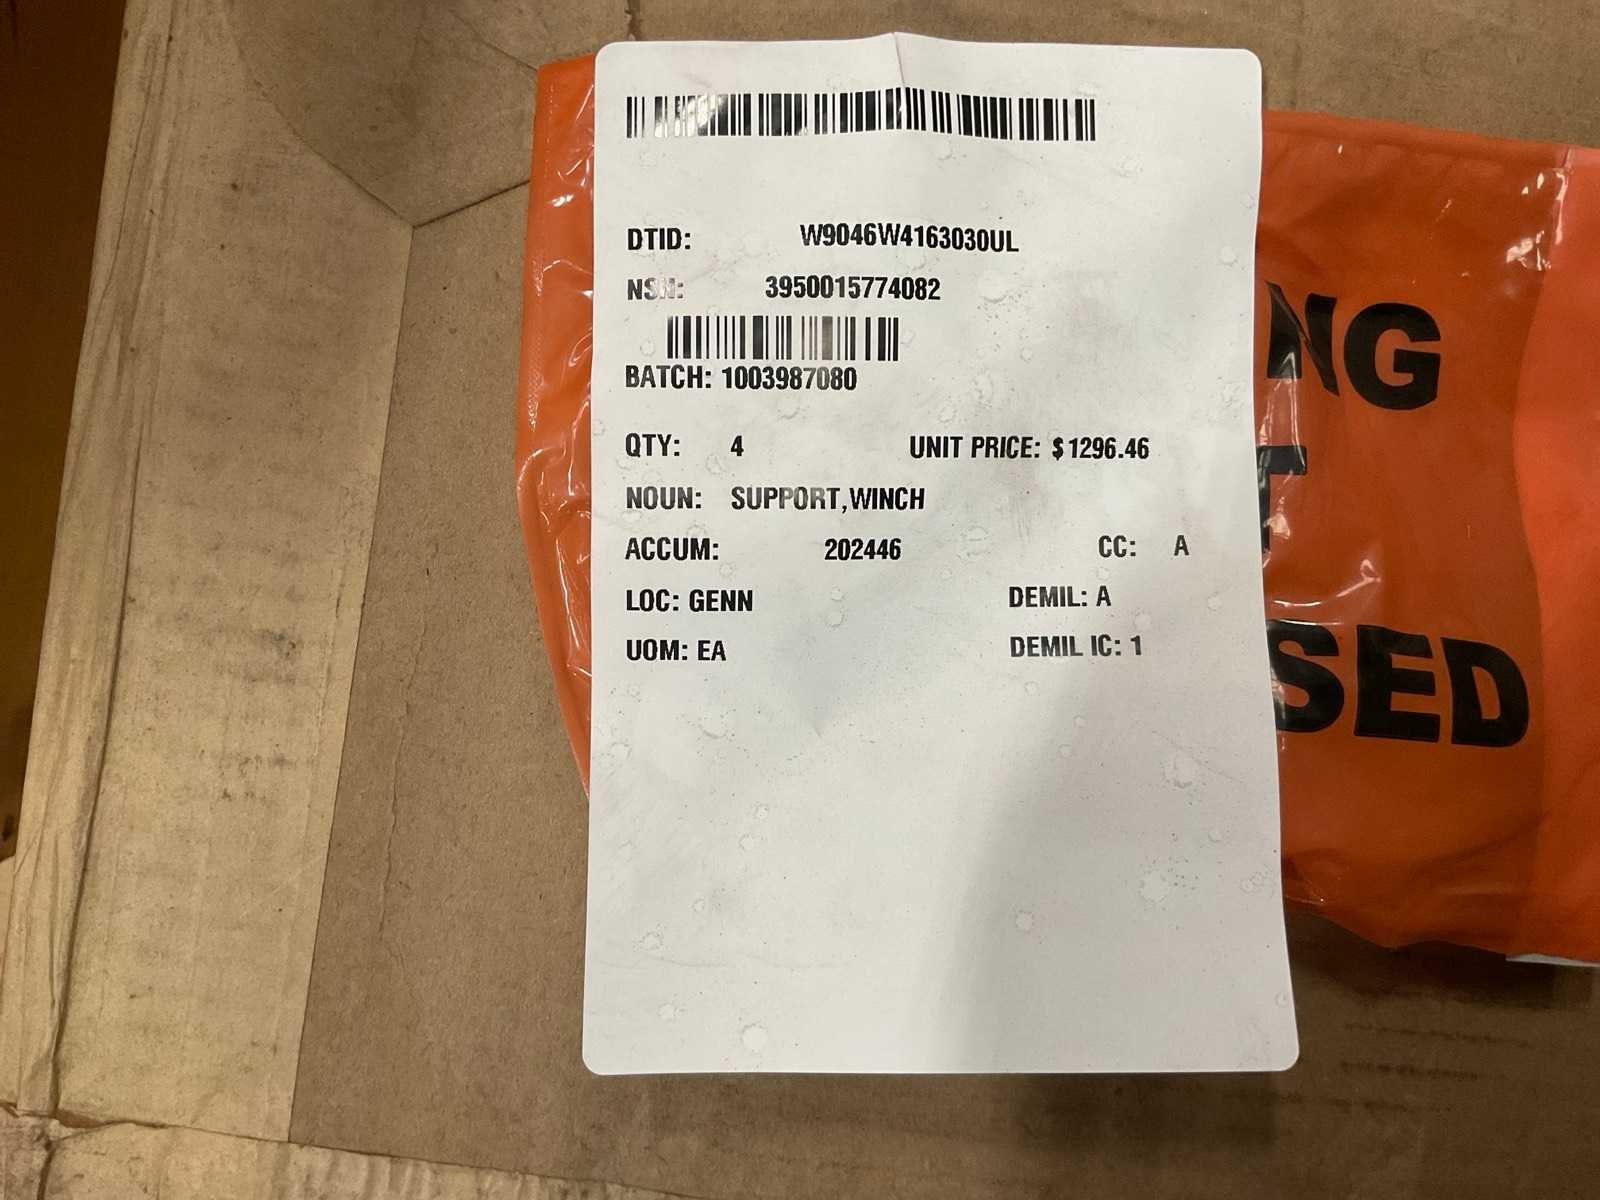 DTID: W9046W4163030UL
NSN: 3950015774082
BATCH: 1003987080
QTY: 4 UNIT PRICE: $1296.46
NOUN: SUPPORT,WINCH
ACCUM: 202446 CC: A
LOC: GENN DEMIL: A
UOM: EA DEMIL IC: 1
NG
T
SED